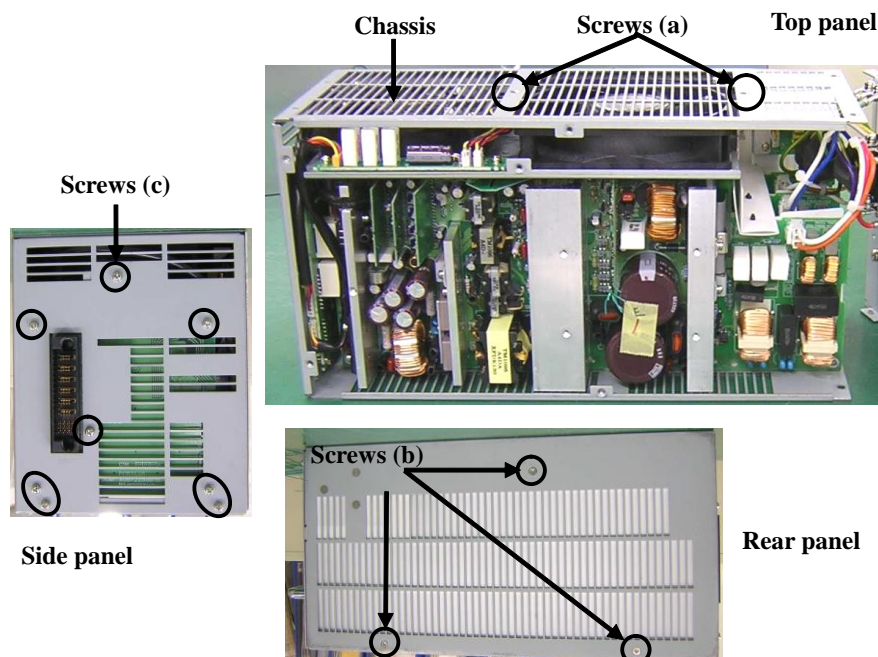 Chassis
Screws (a)
Top panel
Screws (c)
Side panel
Screws (b)
Rear panel